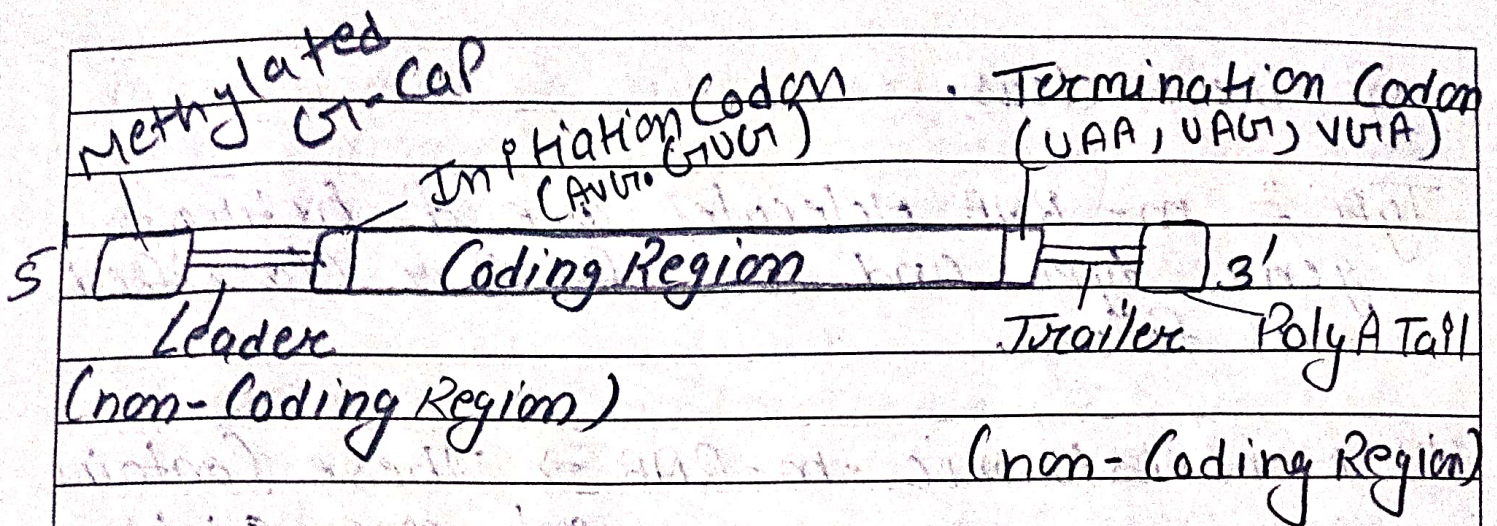 Methylated
G-Cap
Initiation Codon
(AUG. GUG)
. Termination Codon
(UAA, UAG, UGA)
5
Coding Region
3'
Leader
Trailer
Poly A Tail
(non-Coding Region)
(non-Coding Region)